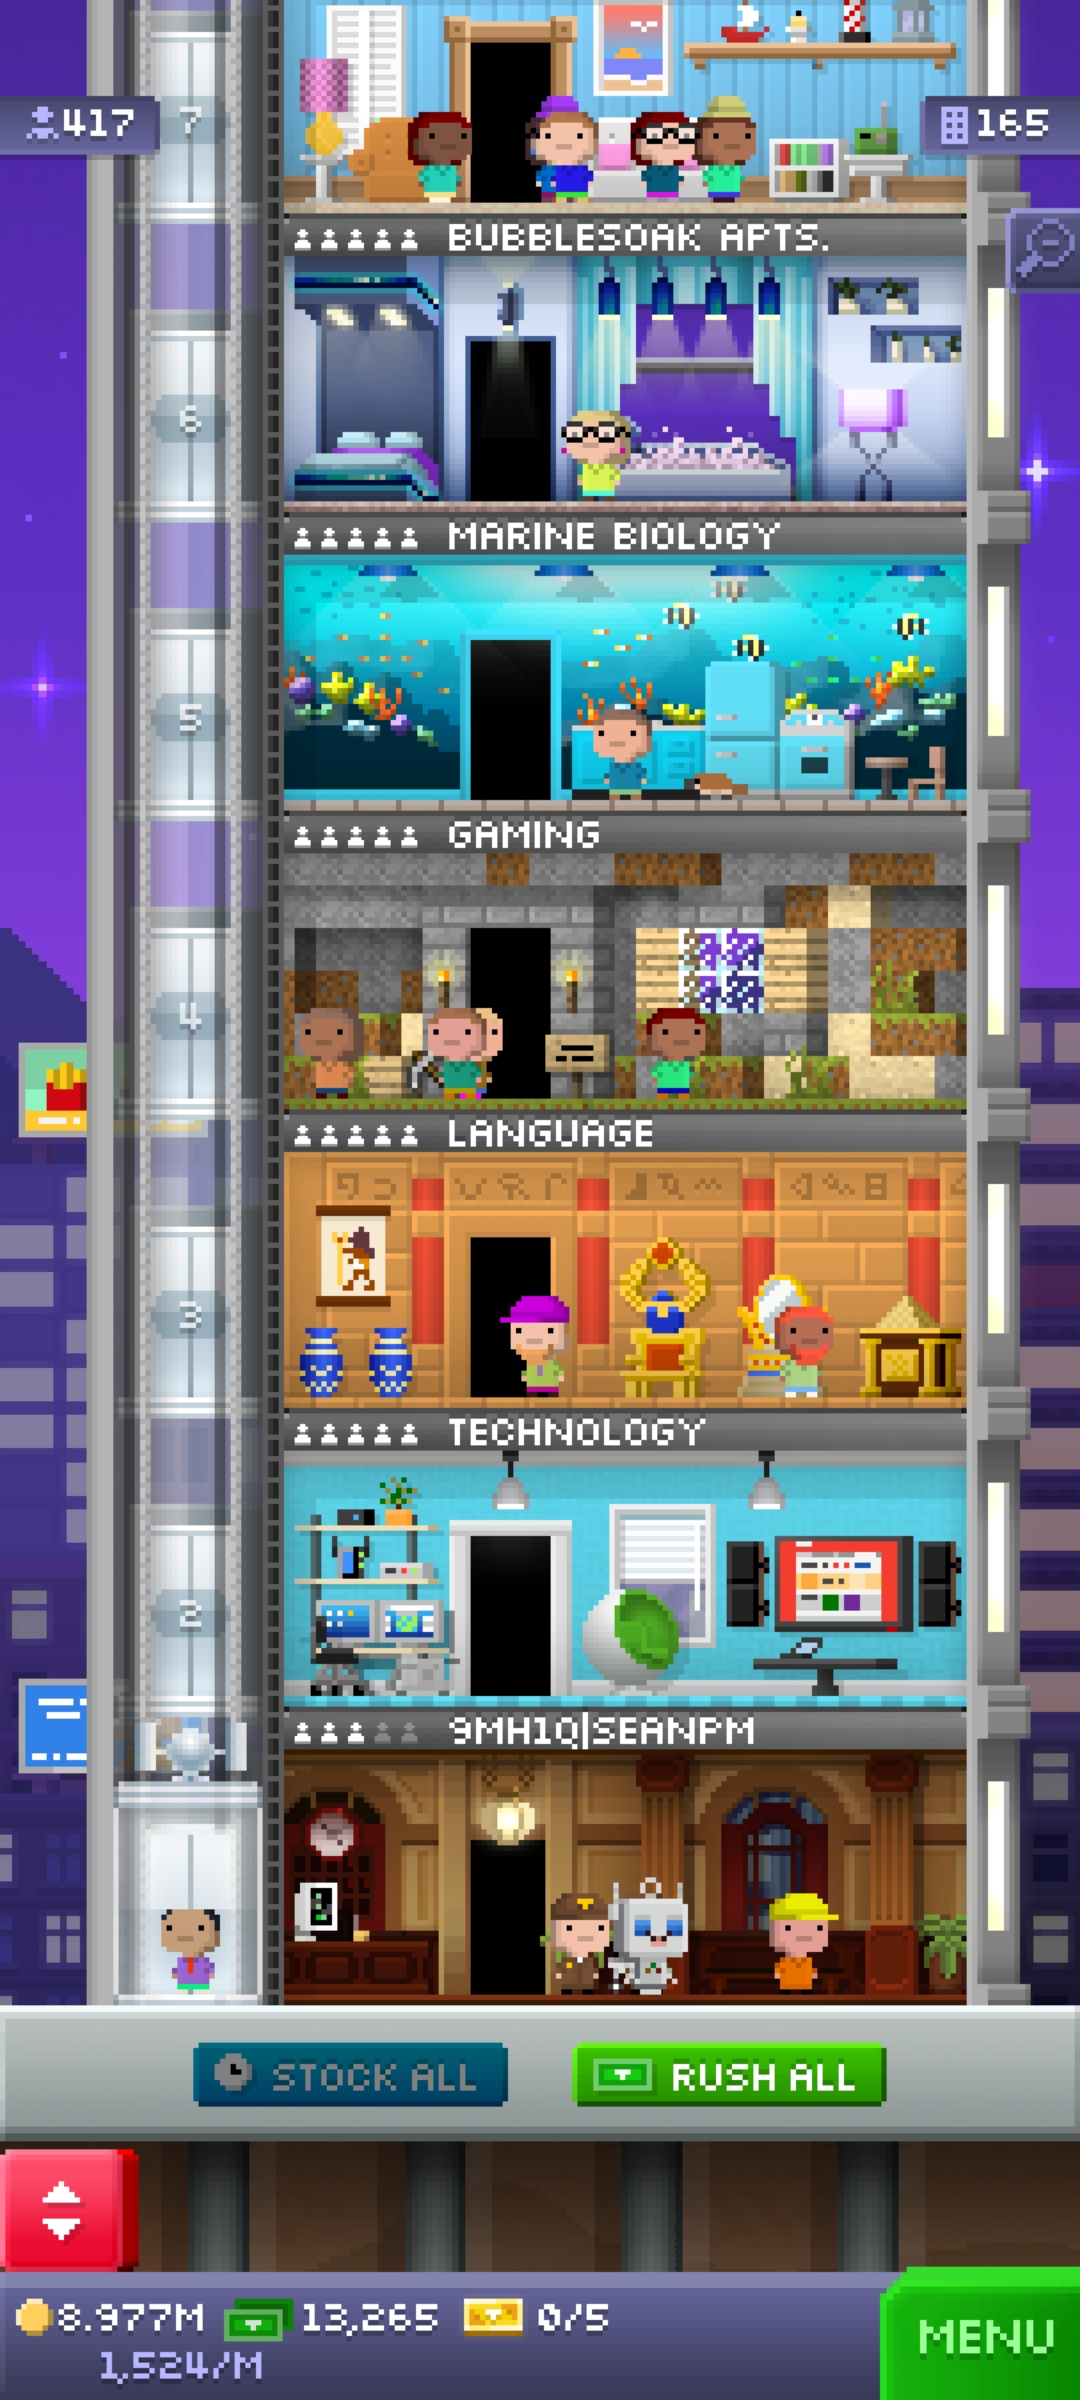 417
7
165
BUBBLESOAK APTS.
6
MARINE BIOLOGY
5
GAMING
4
LANGUAGE
3
TECHNOLOGY
2
9MH1Q|SEANPM
STOCK ALL
RUSH ALL
8.977M
13,265
0/5
1,524/M
MENU